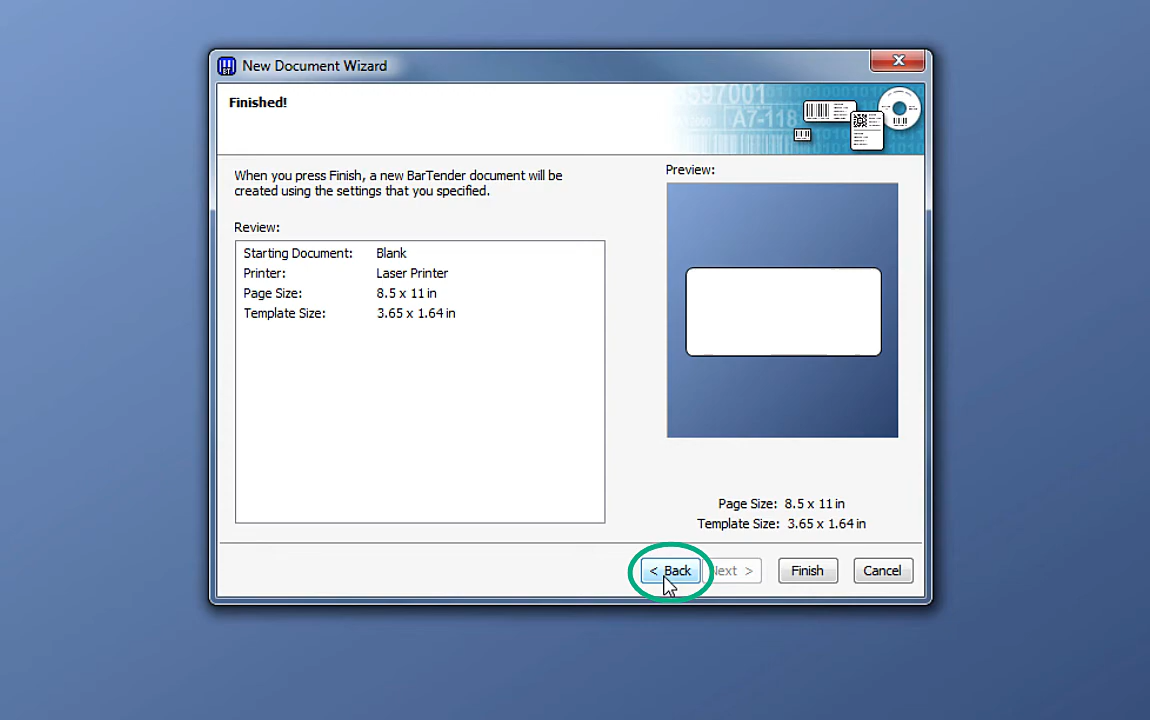 New Document Wizard
Finished!
597001
A7-118
When you press Finish, a new BarTender document will be
created using the settings that you specified.
Preview:
Review:
Starting Document: Blank
Printer: Laser Printer
Page Size: 8.5 x 11 in
Template Size: 3.65 x 1.64 in
Page Size: 8.5 x 11 in
Template Size: 3.65 x 1.64 in
< Back Next > Finish Cancel